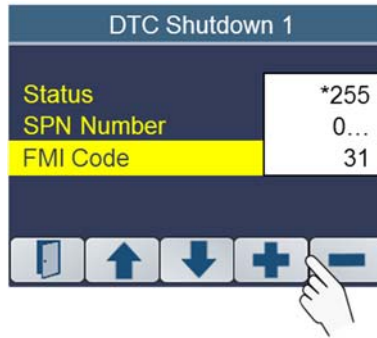 DTC Shutdown 1
Status *255
SPN Number 0...
FMI Code 31